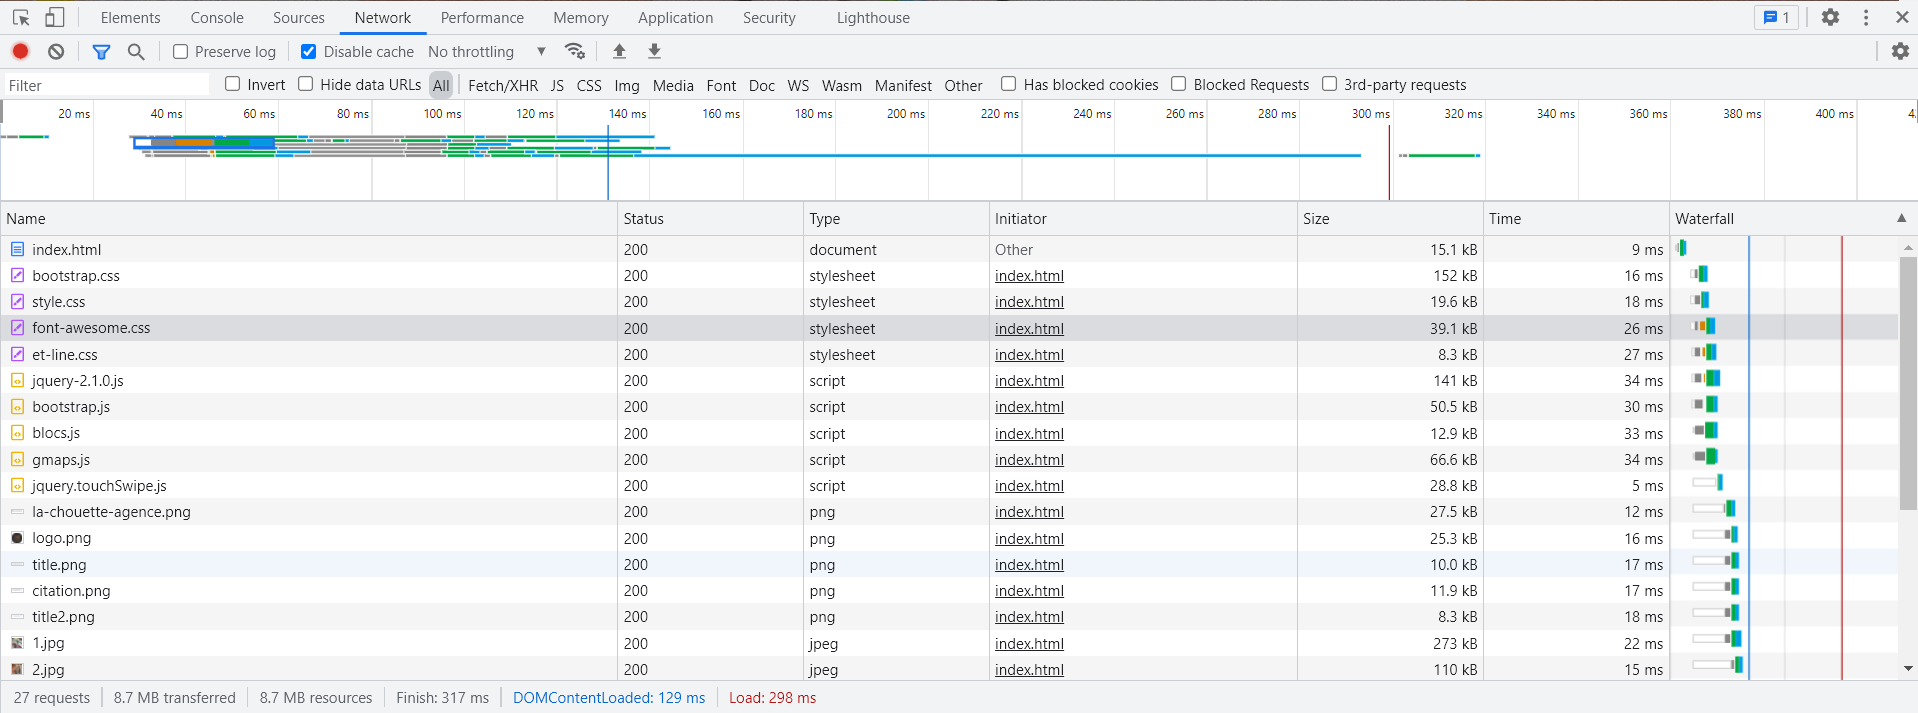 Elements Console Sources Network Performance Memory Application Security Lighthouse 1
Preserve log Disable cache No throttling
Filter Invert Hide data URLs All Fetch/XHR JS CSS Img Media Font Doc WS Wasm Manifest Other Has blocked cookies Blocked Requests 3rd-party requests
20 ms 40 ms 60 ms 80 ms 100 ms 120 ms 140 ms 160 ms 180 ms 200 ms 220 ms 240 ms 260 ms 280 ms 300 ms 320 ms 340 ms 360 ms 380 ms 400 ms
Name Status Type Initiator Size Time Waterfall
index.html 200 document Other 15.1 kB 9 ms
bootstrap.css 200 stylesheet index.html 152 kB 16 ms
style.css 200 stylesheet index.html 19.6 kB 18 ms
font-awesome.css 200 stylesheet index.html 39.1 kB 26 ms
et-line.css 200 stylesheet index.html 8.3 kB 27 ms
jquery-2.1.0.js 200 script index.html 141 kB 34 ms
bootstrap.js 200 script index.html 50.5 kB 30 ms
blocs.js 200 script index.html 12.9 kB 33 ms
gmaps.js 200 script index.html 66.6 kB 34 ms
jquery.touchSwipe.js 200 script index.html 28.8 kB 5 ms
la-chouette-agence.png 200 png index.html 27.5 kB 12 ms
logo.png 200 png index.html 25.3 kB 16 ms
title.png 200 png index.html 10.0 kB 17 ms
citation.png 200 png index.html 11.9 kB 17 ms
title2.png 200 png index.html 8.3 kB 18 ms
1.jpg 200 jpeg index.html 273 kB 22 ms
2.jpg 200 jpeg index.html 110 kB 15 ms
27 requests 8.7 MB transferred 8.7 MB resources Finish: 317 ms DOMContentLoaded: 129 ms Load: 298 ms